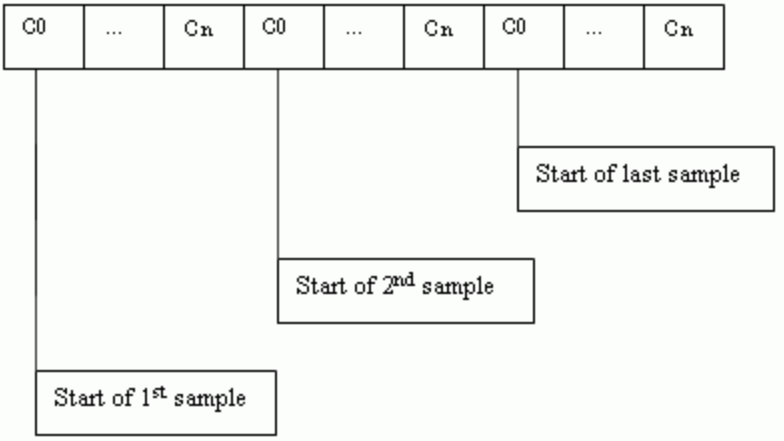 C0 ... Cn C0 ... Cn C0 ... Cn
Start of last sample
Start of 2nd sample
Start of 1st sample